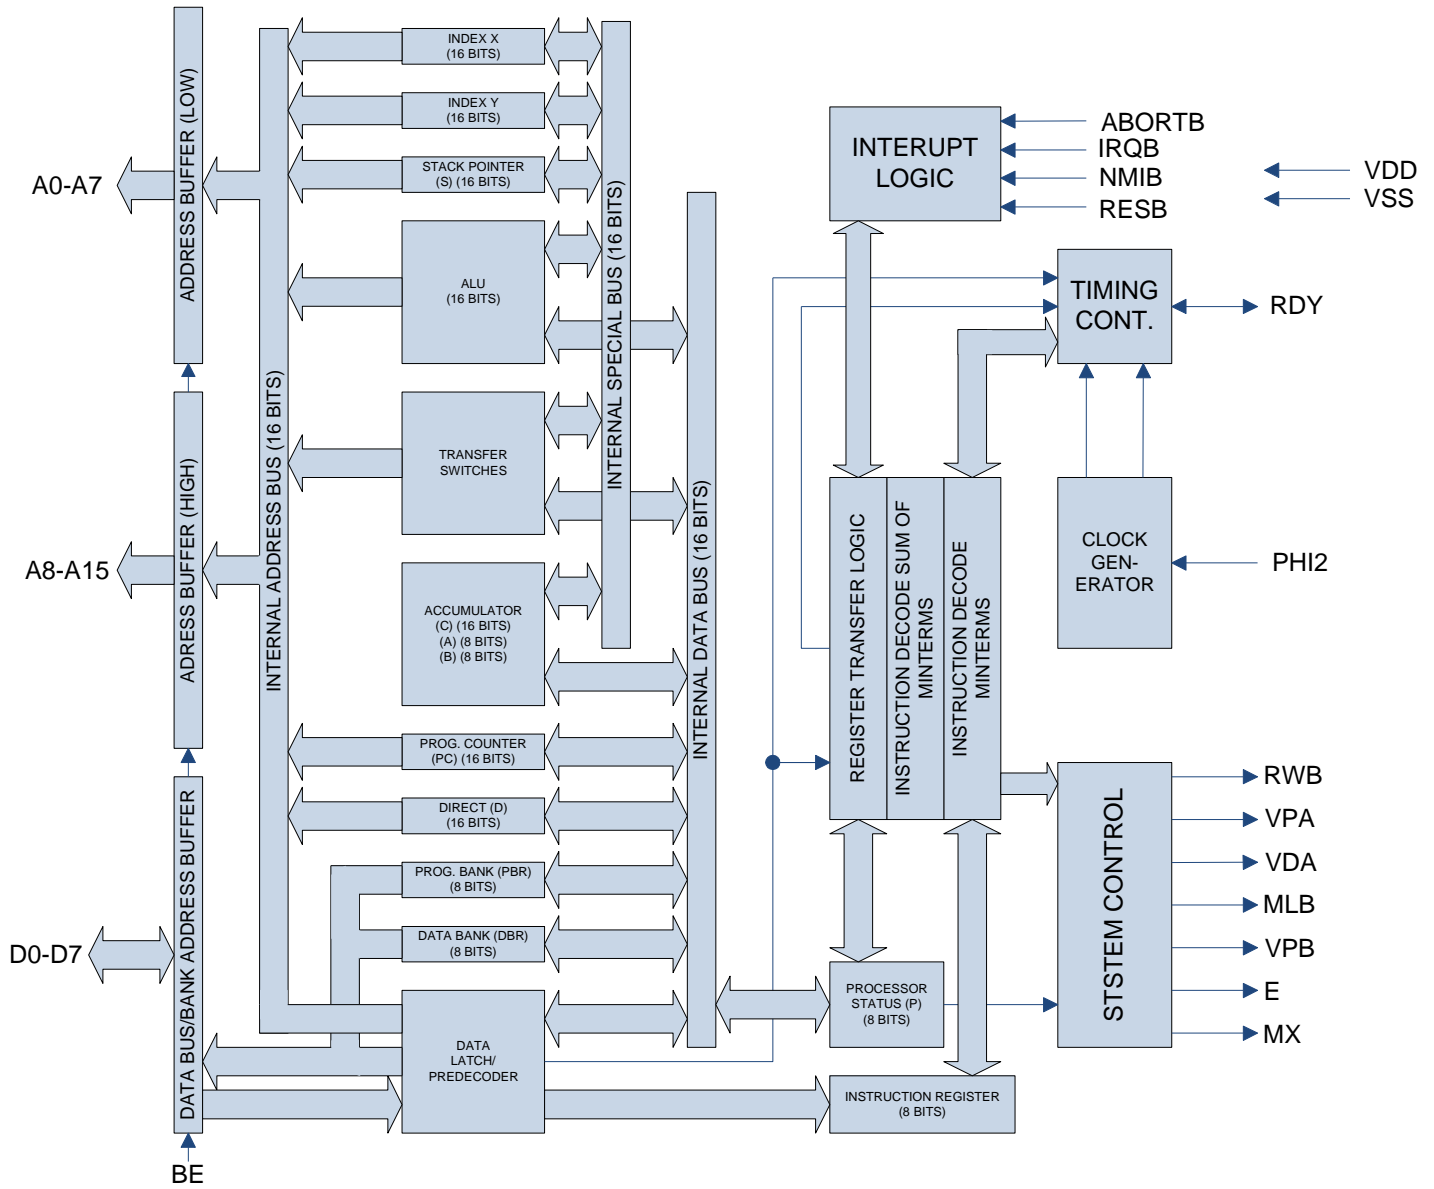 INDEX X
(16 BITS)
INDEX Y
(16 BITS)
STACK POINTER
(S) (16 BITS)
ALU
(16 BITS)
TRANSFER
SWITCHES
ACCUMULATOR
(C) (16 BITS)
(A) (8 BITS)
(B) (8 BITS)
PROG. COUNTER
(PC) (16 BITS)
DIRECT (D)
(16 BITS)
PROG. BANK (PBR)
(8 BITS)
DATA BANK (DBR)
(8 BITS)
DATA
LATCH/
PREDECODER
A0-A7
A8-A15
D0-D7
BE
ADDRESS BUFFER (LOW)
ADRESS BUFFER (HIGH)
DATA BUS/BANK ADDRESS BUFFER
INTERNAL ADDRESS BUS (16 BITS)
INTERNAL SPECIAL BUS (16 BITS)
INTERNAL DATA BUS (16 BITS)
INTERUPT
LOGIC
ABORTB
IRQB
NMIB
RESB
VDD
VSS
TIMING
CONT.
RDY
CLOCK
GEN-
ERATOR
PHI2
REGISTER TRANSFER LOGIC
INSTRUCTION DECODE SUM OF
MINTERMS
INSTRUCTION DECODE
MINTERMS
STSTEM CONTROL
RWB
VPA
VDA
MLB
VPB
E
MX
PROCESSOR
STATUS (P)
(8 BITS)
INSTRUCTION REGISTER
(8 BITS)